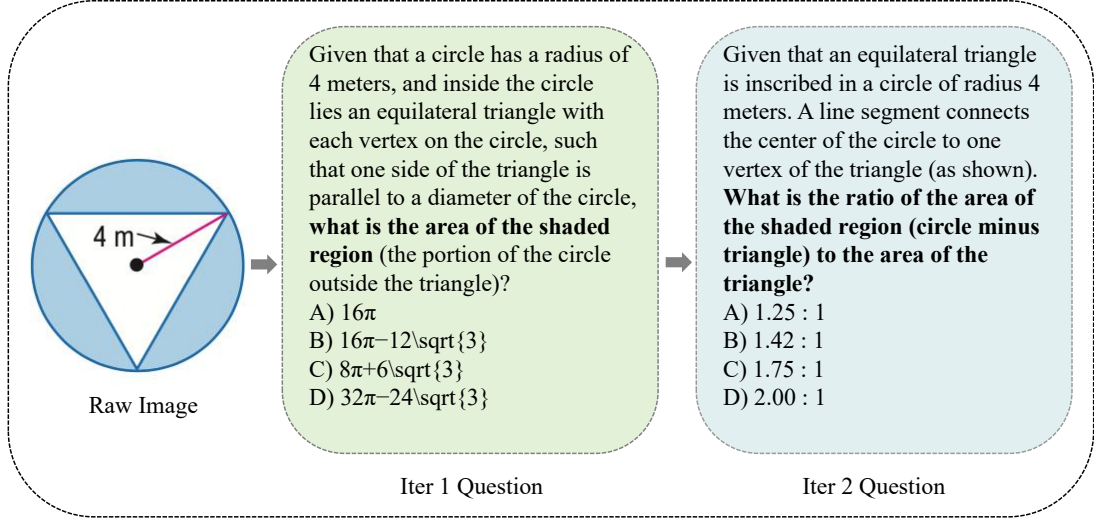 4 m
Raw Image
Given that a circle has a radius of
4 meters, and inside the circle
lies an equilateral triangle with
each vertex on the circle, such
that one side of the triangle is
parallel to a diameter of the circle,
what is the area of the shaded
region (the portion of the circle
outside the triangle)?
A) 16π
B) 16π−12\sqrt{3}
C) 8π+6\sqrt{3}
D) 32π−24\sqrt{3}
Iter 1 Question
Given that an equilateral triangle
is inscribed in a circle of radius 4
meters. A line segment connects
the center of the circle to one
vertex of the triangle (as shown).
What is the ratio of the area of
the shaded region (circle minus
triangle) to the area of the
triangle?
A) 1.25 : 1
B) 1.42 : 1
C) 1.75 : 1
D) 2.00 : 1
Iter 2 Question